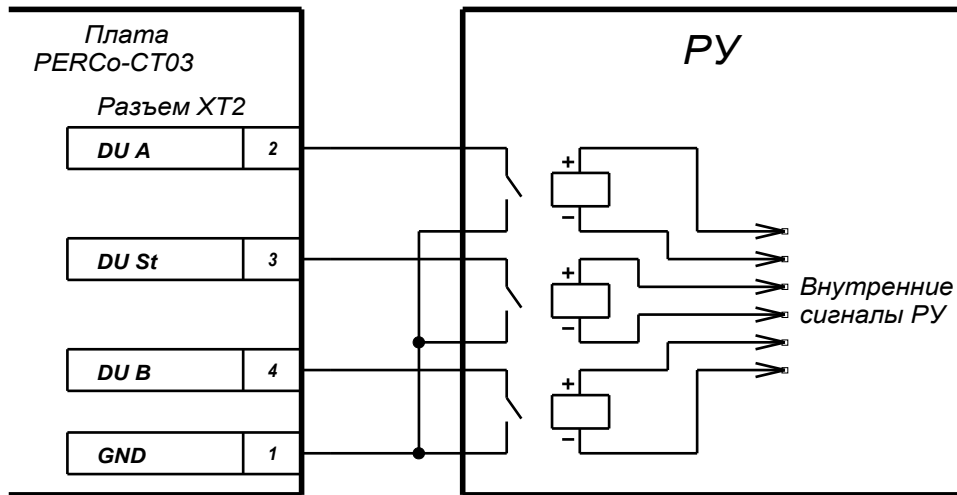 Плата
PERCo-CT03
РУ
Разъем XT2
DU A 2
+
−
DU St 3
+
−
Внутренние
сигналы РУ
DU B 4
+
−
GND 1